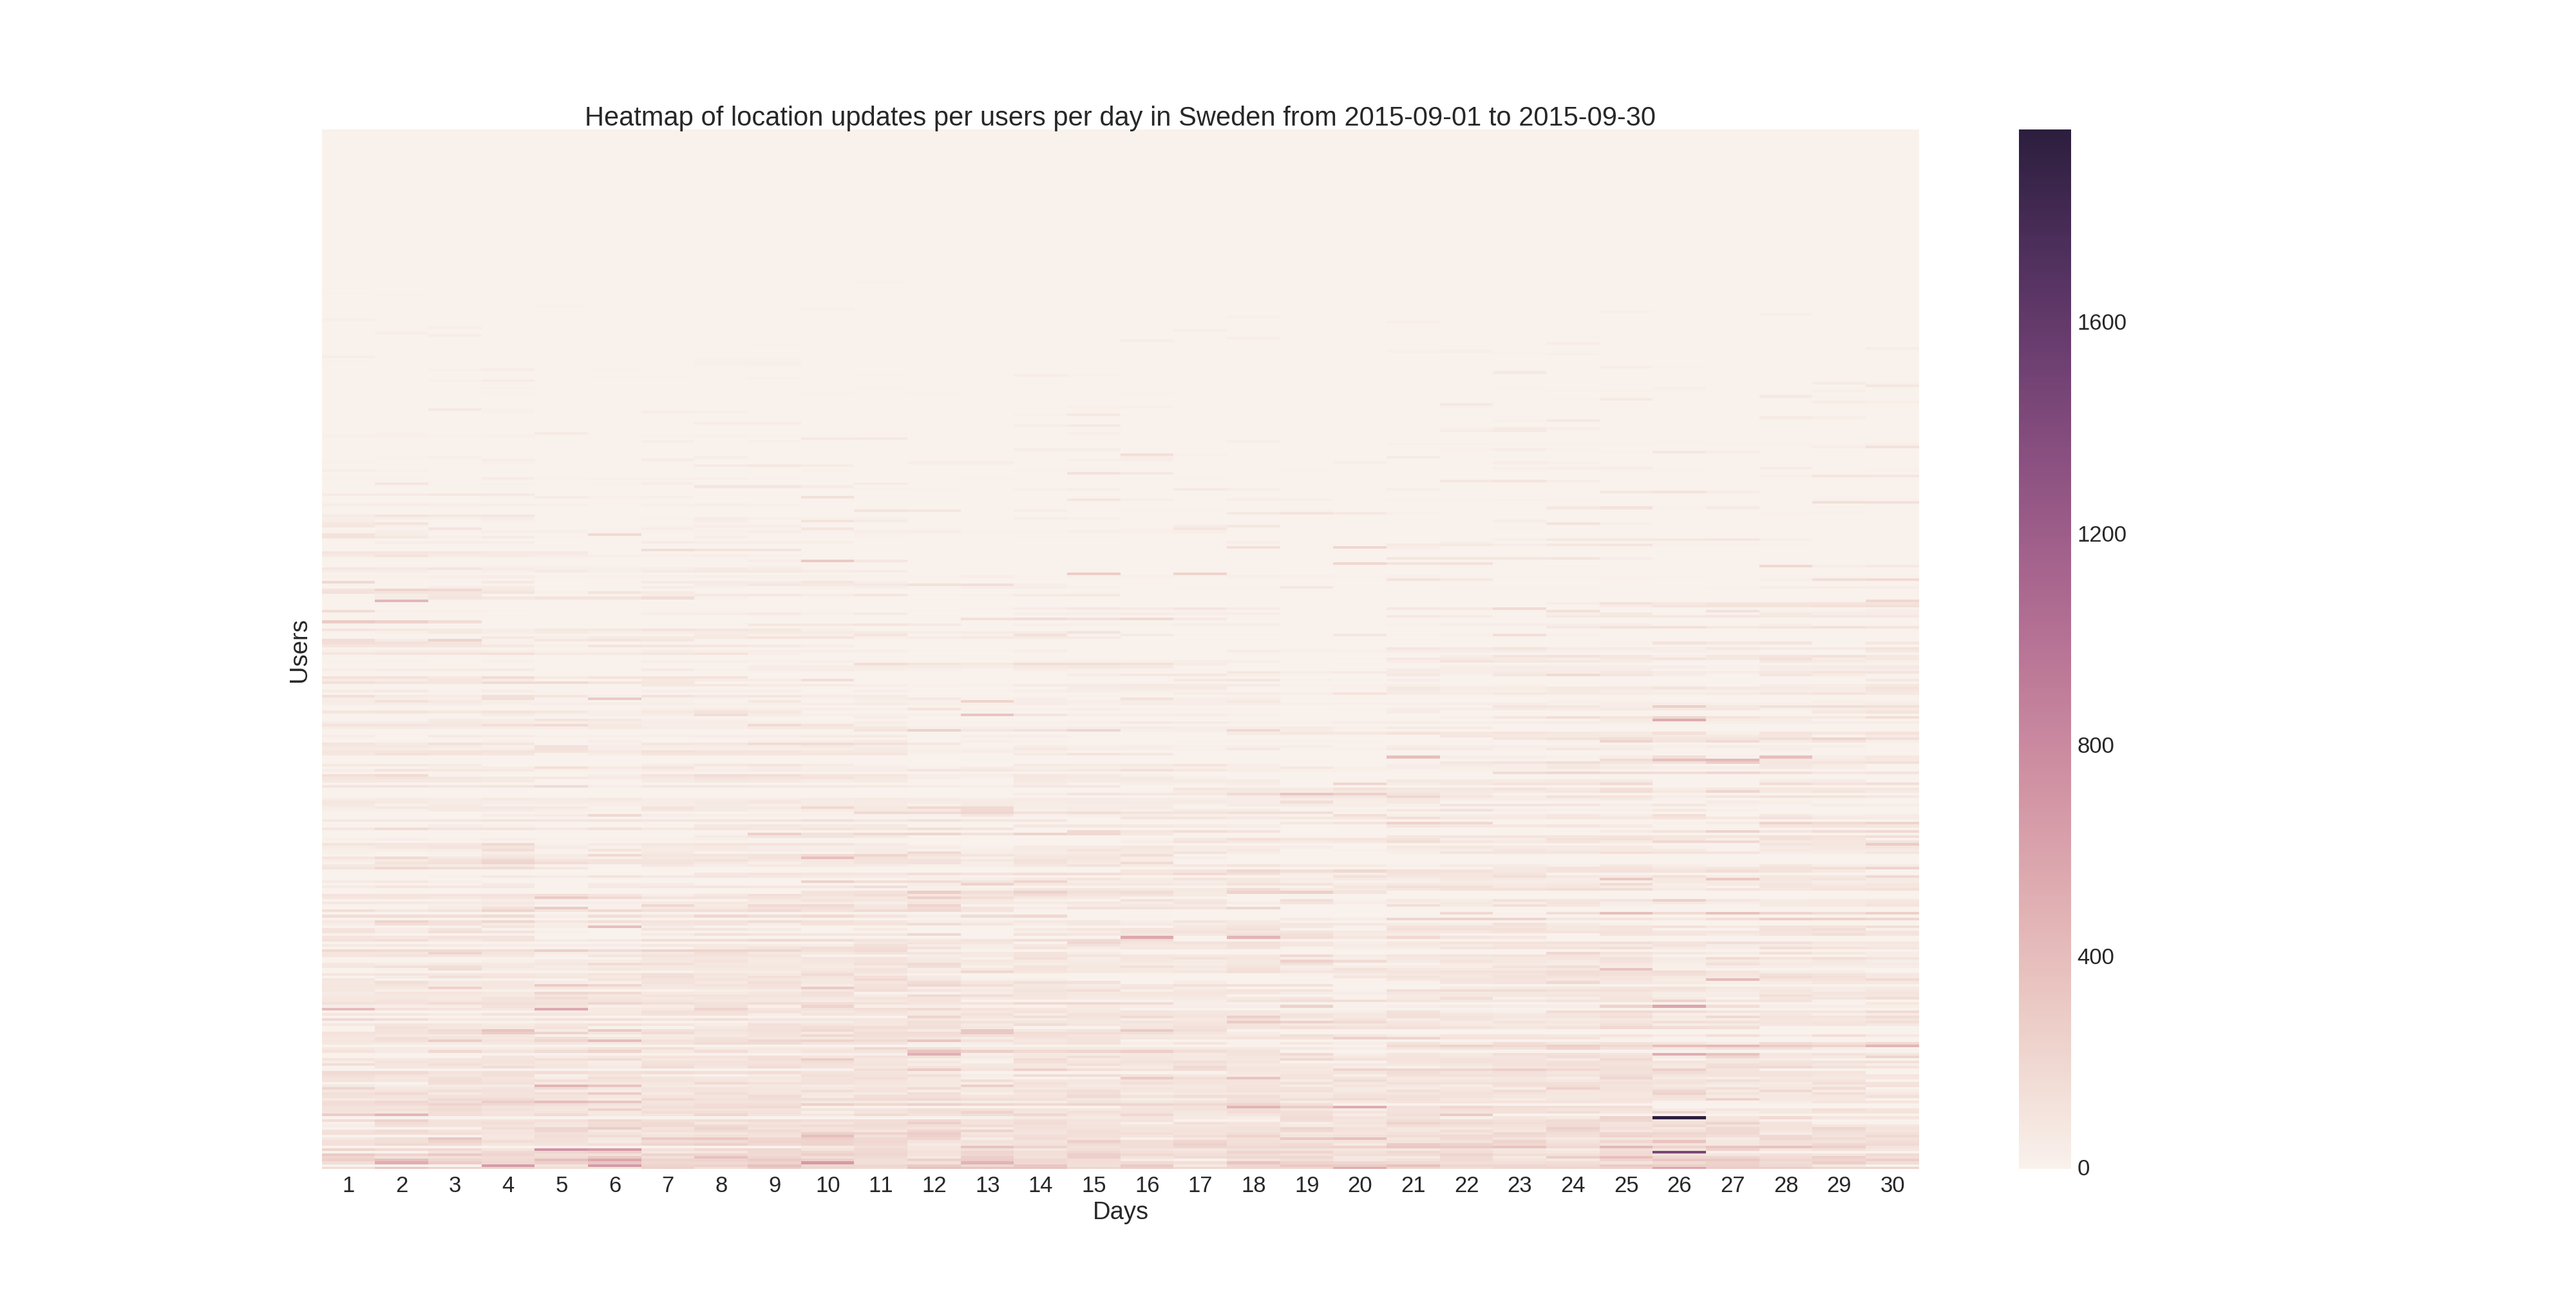 Heatmap of location updates per users per day in Sweden from 2015-09-01 to 2015-09-30
1600
1200
800
400
0
Users
1 2 3 4 5 6 7 8 9 10 11 12 13 14 15 16 17 18 19 20 21 22 23 24 25 26 27 28 29 30
Days